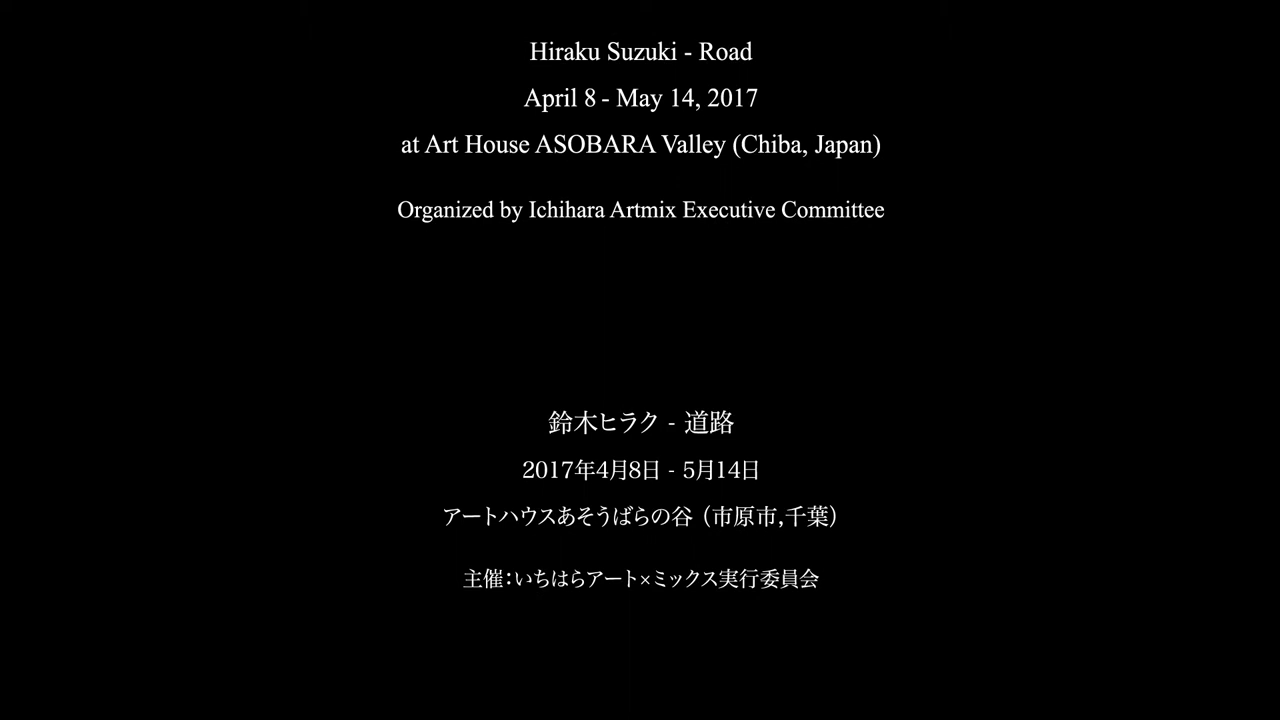 Hiraku Suzuki - Road
April 8 - May 14, 2017
at Art House ASOBARA Valley (Chiba, Japan)
Organized by Ichihara Artmix Executive Committee
鈴木ヒラク - 道路
2017年4月8日 - 5月14日
アートハウスあそうばらの谷（市原市,千葉）
主催：いちはらアート×ミックス実行委員会